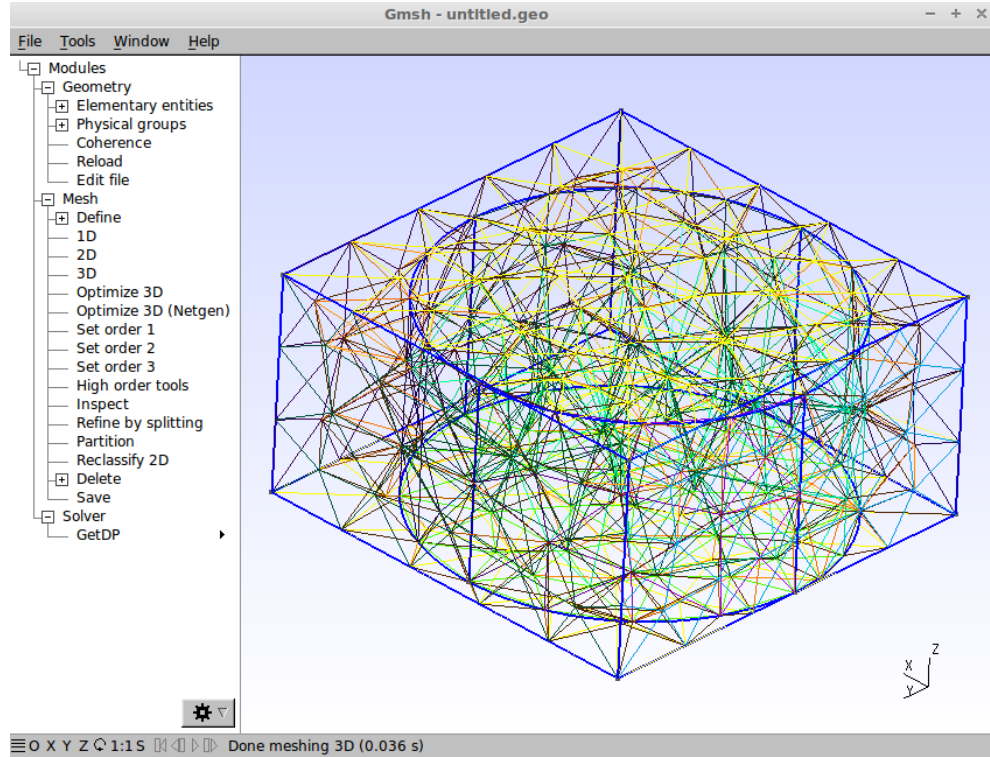 Gmsh - untitled.geo
File Tools Window Help
Modules
Geometry
Elementary entities
Physical groups
Coherence
Reload
Edit file
Mesh
Define
1D
2D
3D
Optimize 3D
Optimize 3D (Netgen)
Set order 1
Set order 2
Set order 3
High order tools
Inspect
Refine by splitting
Partition
Reclassify 2D
Delete
Save
Solver
GetDP
Z
X
Y
O X Y Z 1:1 S Done meshing 3D (0.036 s)